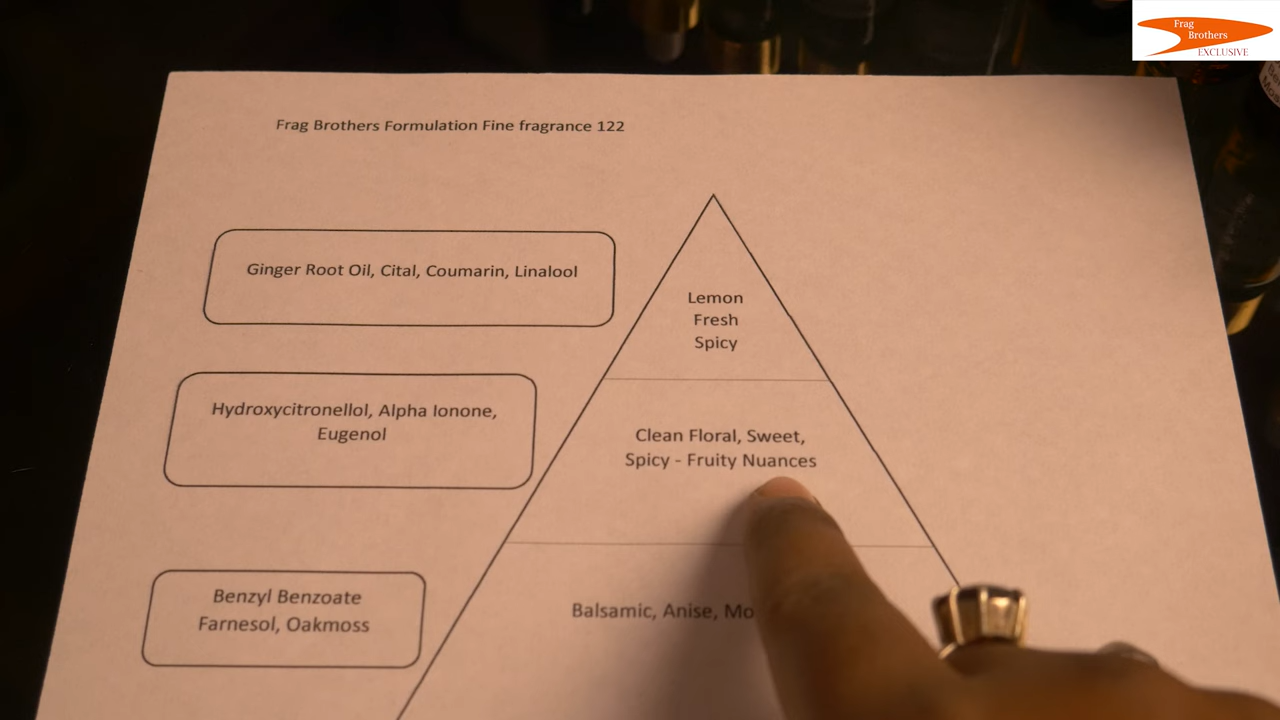 Frag
Brothers
EXCLUSIVE
Frag Brothers Formulation Fine fragrance 122
Ginger Root Oil, Cital, Coumarin, Linalool
Lemon
Fresh
Spicy
Hydroxycitronellol, Alpha Ionone,
Eugenol
Clean Floral, Sweet,
Spicy - Fruity Nuances
Benzyl Benzoate
Farnesol, Oakmoss
Balsamic, Anise,